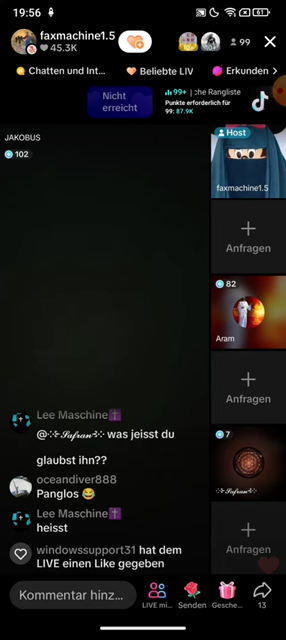 19:56
61
faxmachine1.5
45.3K
99
Chatten und Int...
Beliebte LIV
Erkunden
Nicht
erreicht
99+ :che Rangliste
Punkte erforderlich für
99: 87.9K
JAKOBUS
102
Host
faxmachine1.5
Anfragen
82
Aram
Anfragen
7
༺𝓢𝓪𝓯𝓻𝓪𝓷༻
Anfragen
Lee Maschine
@༺𝓢𝓪𝓯𝓻𝓪𝓷༻ was jeisst du
glaubst ihn??
oceandiver888
Panglos 😂
Lee Maschine
heisst
windowssupport31 hat dem
LIVE einen Like gegeben
Kommentar hinz...
LIVE mi...
Senden
Gesche...
13